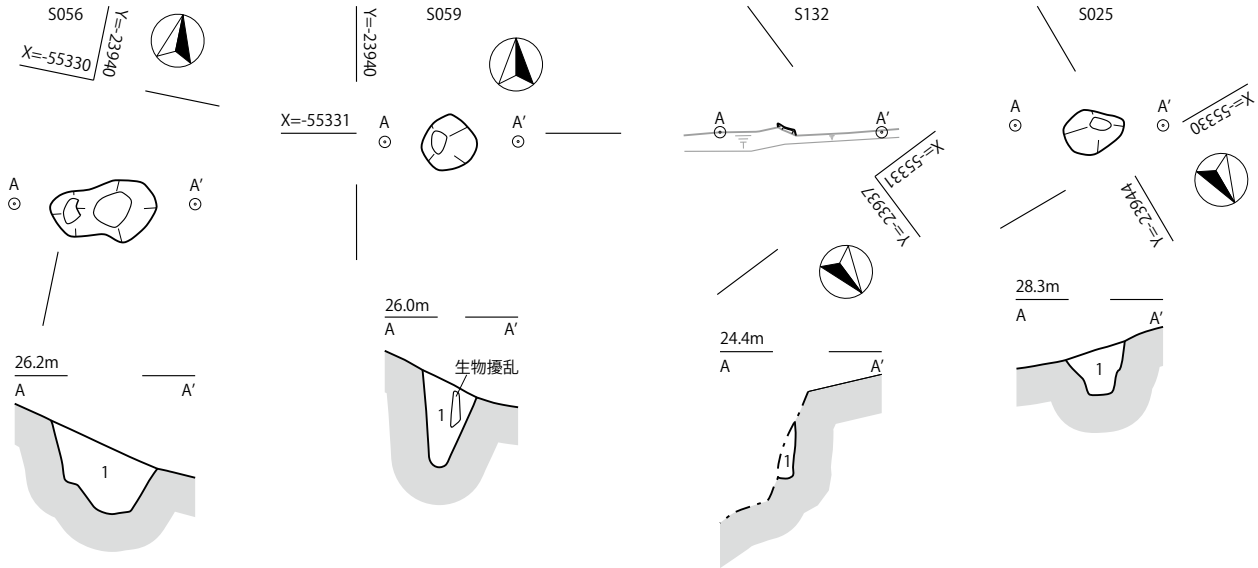 S056
Y=-23940
X=-55330
A
A’
26.2m
A
A’
1
S059
Y=-23940
X=-55331
A
A’
26.0m
A
A’
生物擾乱
1
S132
A
A’
X=-55331
Y=-23937
24.4m
A
A’
1
S025
A
A’
X=-55330
Y=-23944
28.3m
A
A’
1